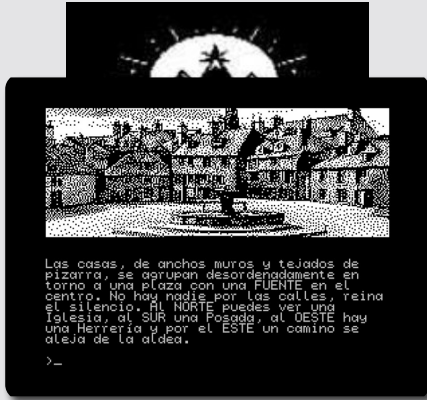 Las casas, de anchos muros y tejados de
pizarra, se agrupan desordenadamente en
torno a una plaza con una FUENTE en el
centro. No hay nadie por las calles, reina
el silencio. Al NORTE puedes ver una
Iglesia, al SUR una Posada, al OESTE hay
una Herrería y por el ESTE un camino se
aleja de la aldea.
>_